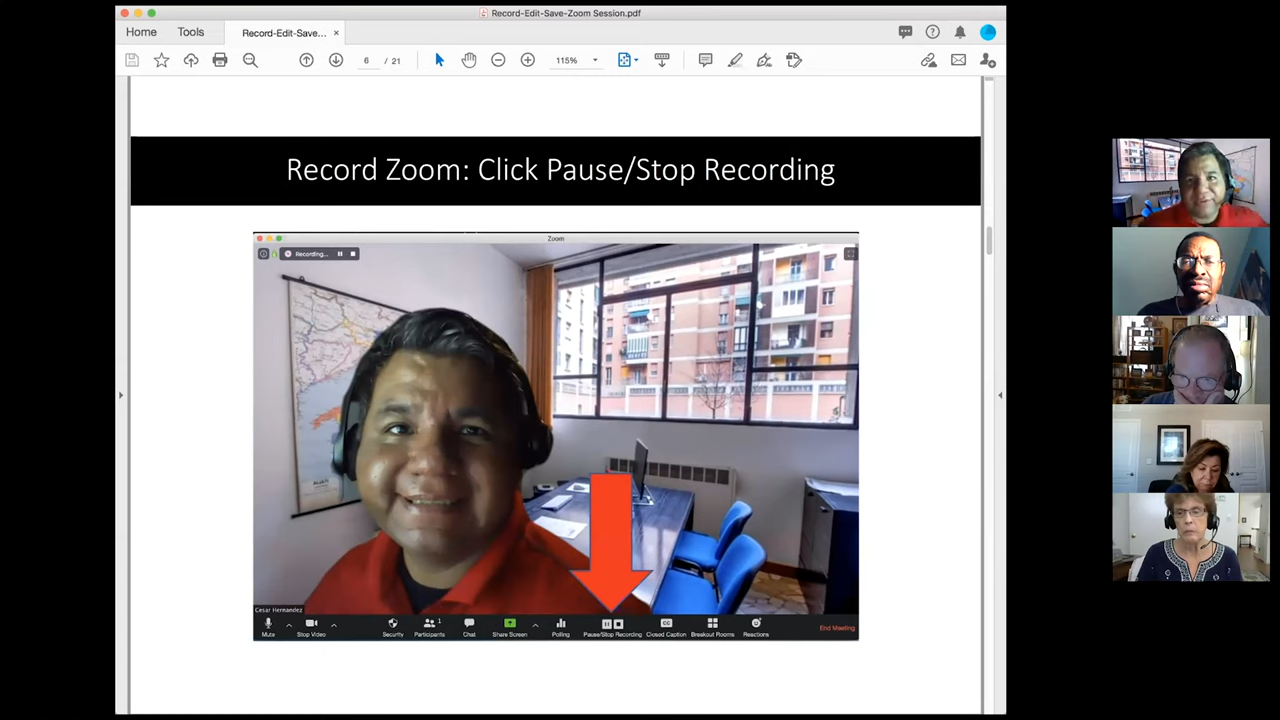 Record-Edit-Save-Zoom Session.pdf
Home
Tools
Record-Edit-Save...
6 / 21
115%
Record Zoom: Click Pause/Stop Recording
Zoom
Recording...
Cesar Hernandez
1
Mute
Stop Video
Security
Participants
Chat
Share Screen
Polling
Pause/Stop Recording
CC
Closed Caption
Breakout Rooms
Reactions
End Meeting